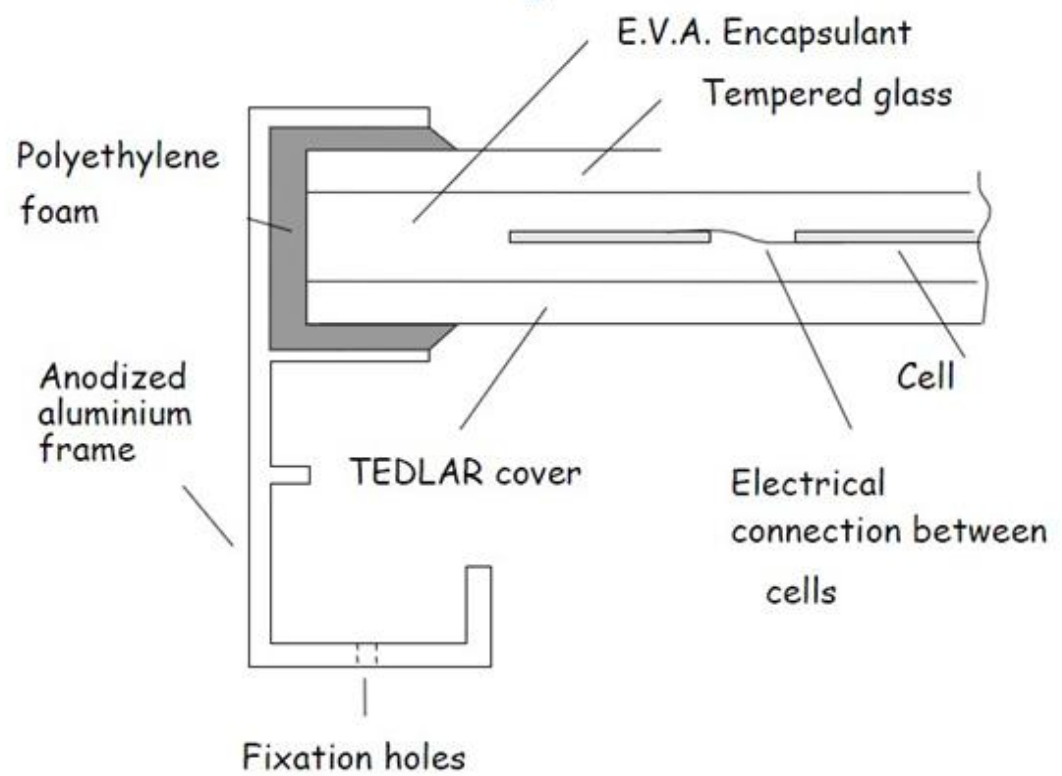 E.V.A. Encapsulant
Tempered glass
Polyethylene
foam
Anodized
aluminium
frame
TEDLAR cover
Cell
Electrical
connection between
cells
Fixation holes